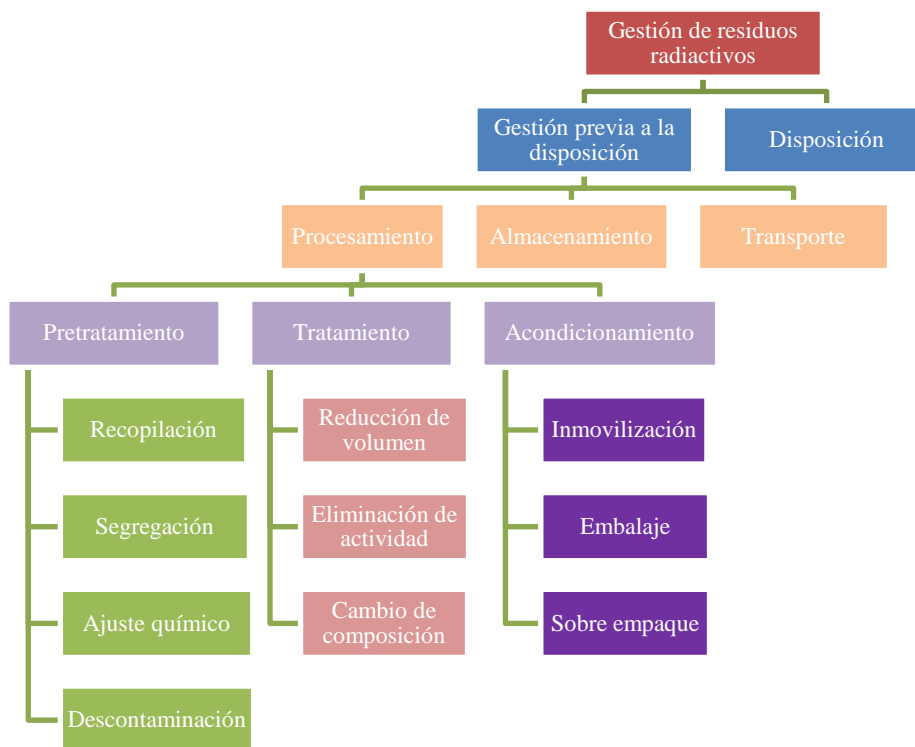 Gestión de residuos
radiactivos
Gestión previa a la
disposición
Disposición
Procesamiento
Almacenamiento
Transporte
Pretratamiento
Tratamiento
Acondicionamiento
Recopilación
Segregación
Ajuste químico
Descontaminación
Reducción de
volumen
Eliminación de
actividad
Cambio de
composición
Inmovilización
Embalaje
Sobre empaque